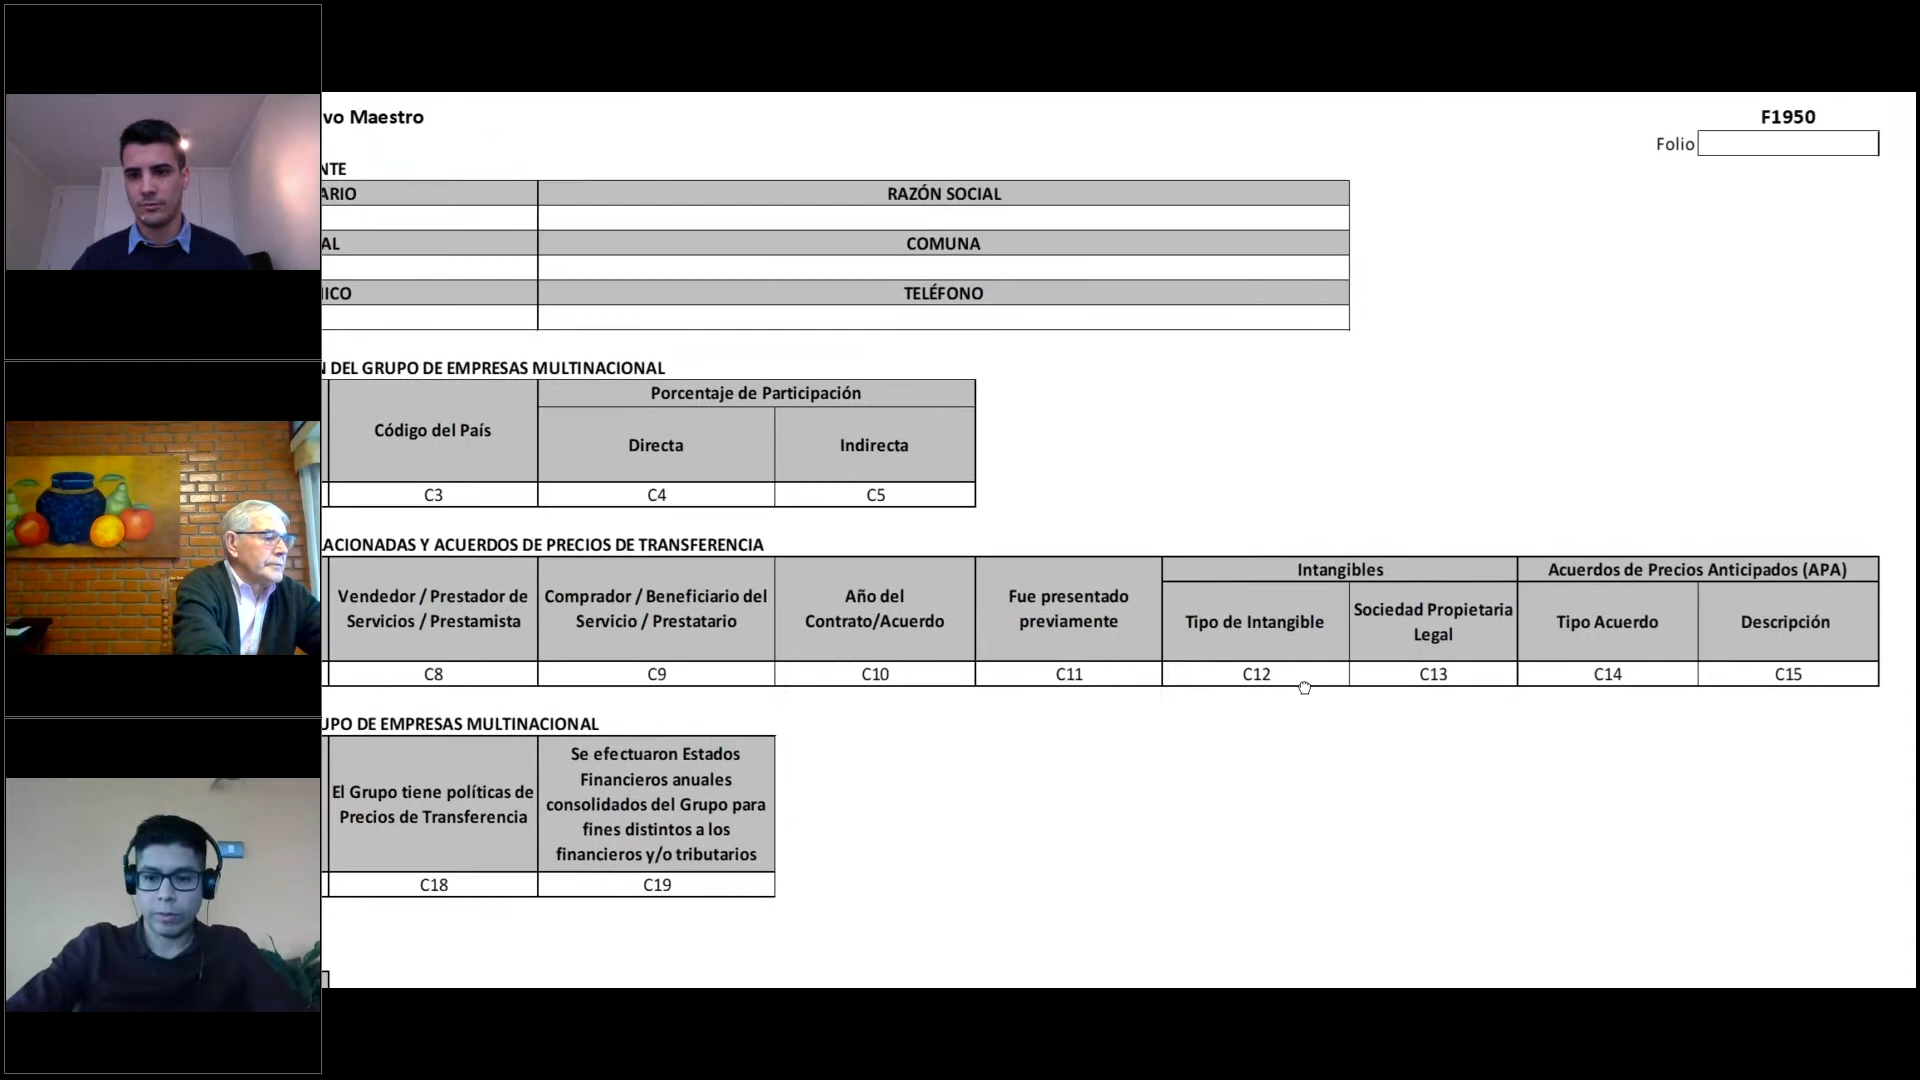 vo Maestro
F1950
Folio
NTE
ARIO
RAZÓN SOCIAL
AL
COMUNA
ICO
TELÉFONO
N DEL GRUPO DE EMPRESAS MULTINACIONAL
Código del País
Porcentaje de Participación
Directa
Indirecta
C3
C4
C5
ACIONADAS Y ACUERDOS DE PRECIOS DE TRANSFERENCIA
Vendedor / Prestador de
Servicios / Prestamista
Comprador / Beneficiario del
Servicio / Prestatario
Año del
Contrato/Acuerdo
Fue presentado
previamente
Intangibles
Tipo de Intangible
Sociedad Propietaria
Legal
Acuerdos de Precios Anticipados (APA)
Tipo Acuerdo
Descripción
C8
C9
C10
C11
C12
C13
C14
C15
UPO DE EMPRESAS MULTINACIONAL
El Grupo tiene políticas de
Precios de Transferencia
Se efectuaron Estados
Financieros anuales
consolidados del Grupo para
fines distintos a los
financieros y/o tributarios
C18
C19